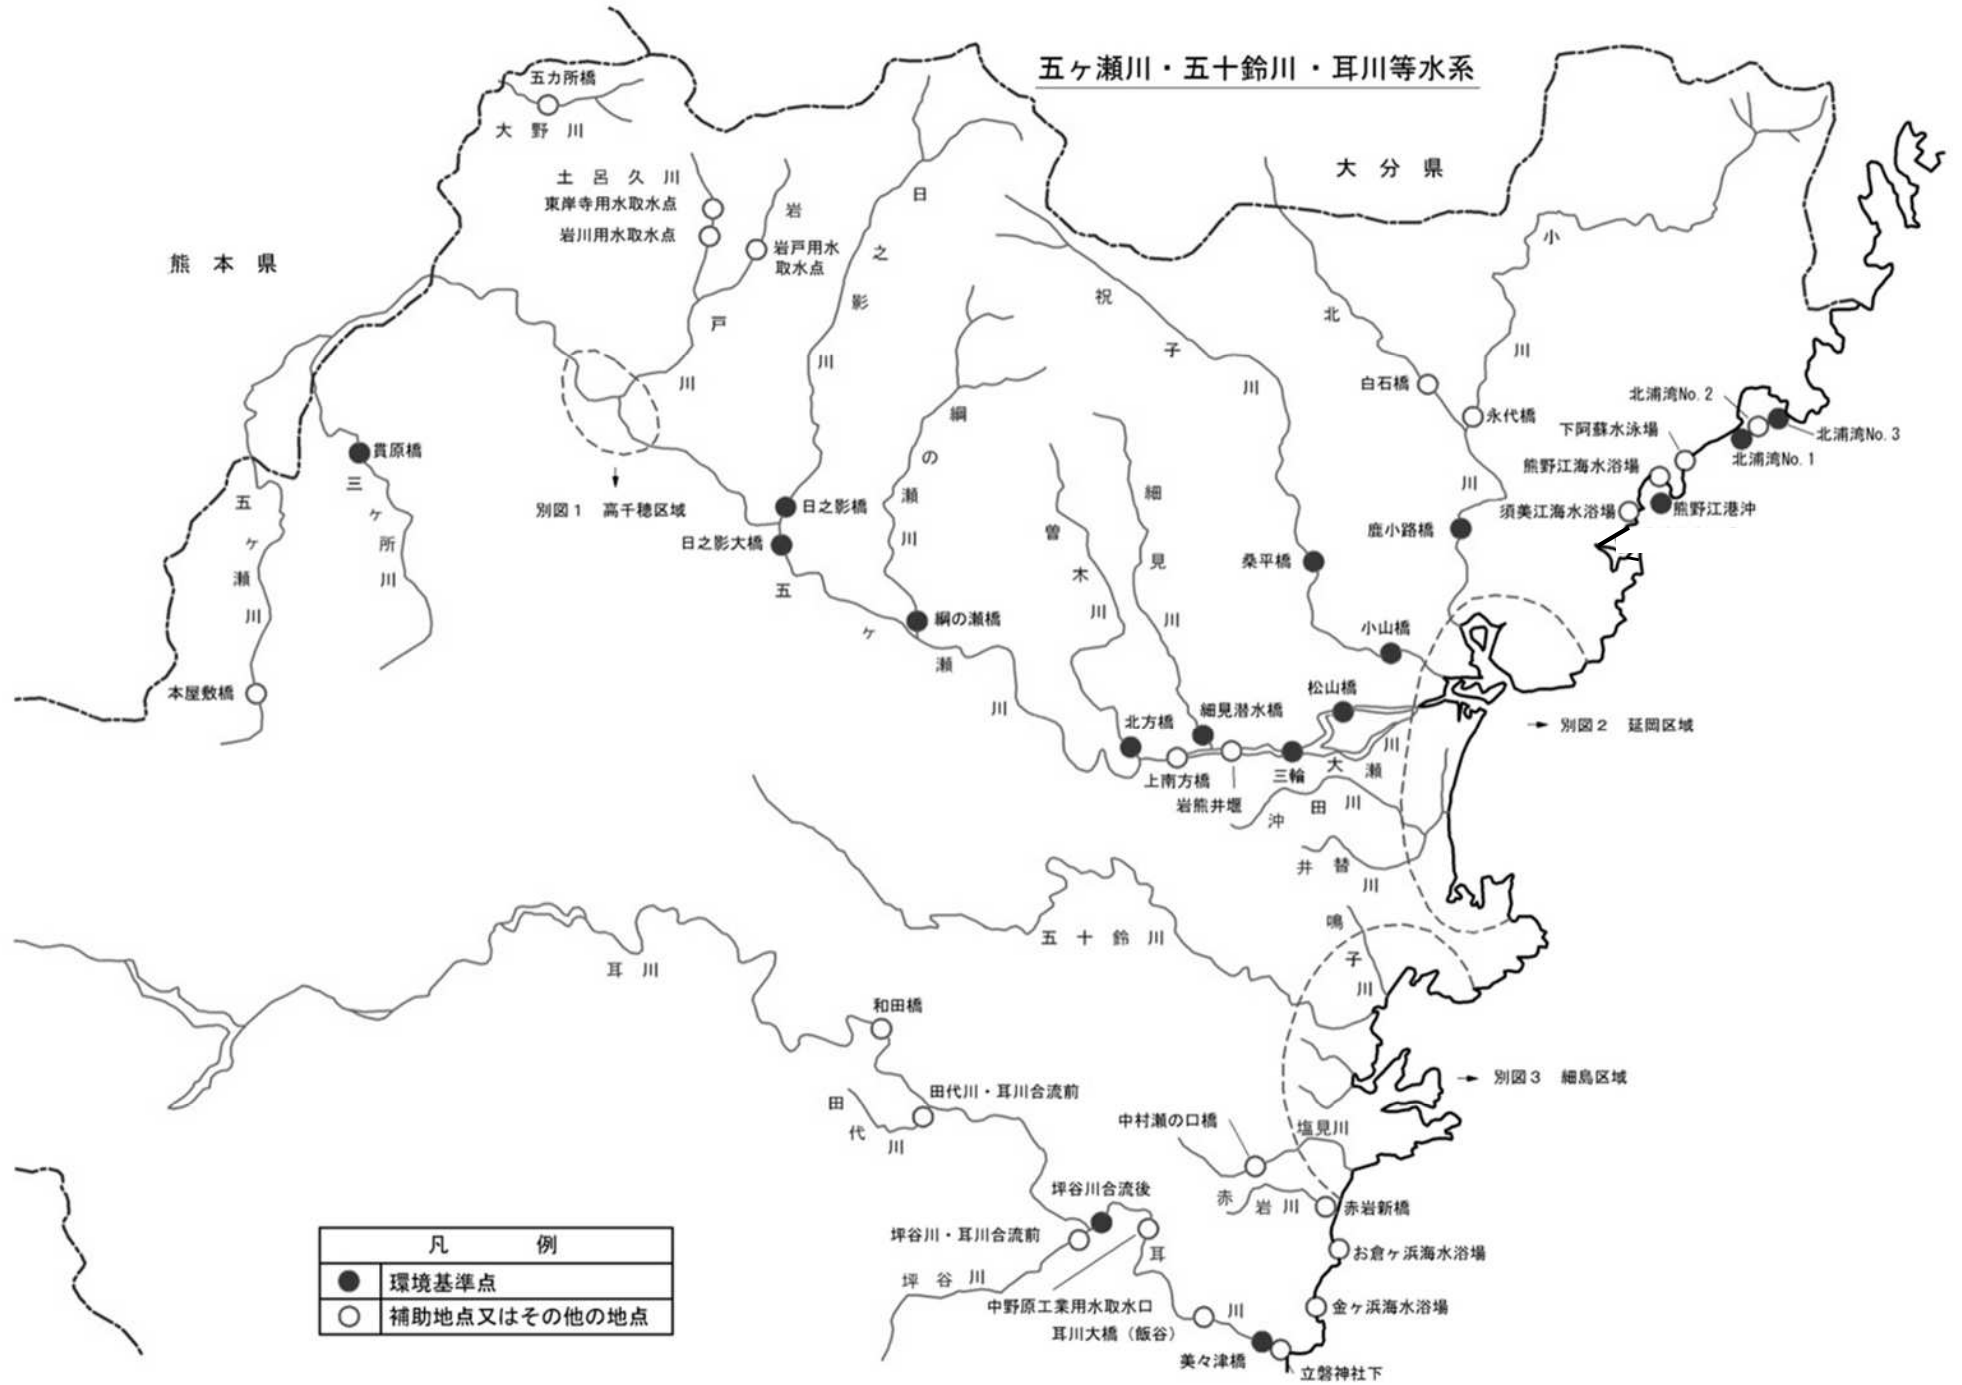 五ヶ瀬川・五十鈴川・耳川等水系
五カ所橋
大野川
土呂久川
東岸寺用水取水点
岩川用水取水点
岩戸用水
取水点
岩戸川
日之影川
熊本県
大分県
祝子川
北川
小川
白石橋
永代橋
北浦湾No.2
北浦湾No.3
北浦湾No.1
下阿蘇水泳場
熊野江海水浴場
熊野江港沖
須美江海水浴場
貫原橋
三ヶ所川
五ヶ瀬川
本屋敷橋
→別図1 高千穂区域
日之影橋
日之影大橋
綱の瀬川
綱の瀬橋
五ヶ瀬川
曽木川
細見川
桑平橋
鹿小路橋
小山橋
松山橋
北方橋
細見潜水橋
上南方橋
岩熊井堰
三輪
大瀬川
沖田川
井替川
→別図2 延岡区域
五十鈴川
鳴子川
耳川
和田橋
田代川・耳川合流前
田代川
→別図3 細島区域
中村瀬の口橋
塩見川
赤岩川
赤岩新橋
お倉ヶ浜海水浴場
金ヶ浜海水浴場
坪谷川合流後
坪谷川・耳川合流前
坪谷川
耳川
中野原工業用水取水口
耳川大橋（飯谷）
美々津橋
立磐神社下
凡例
環境基準点
補助地点又はその他の地点